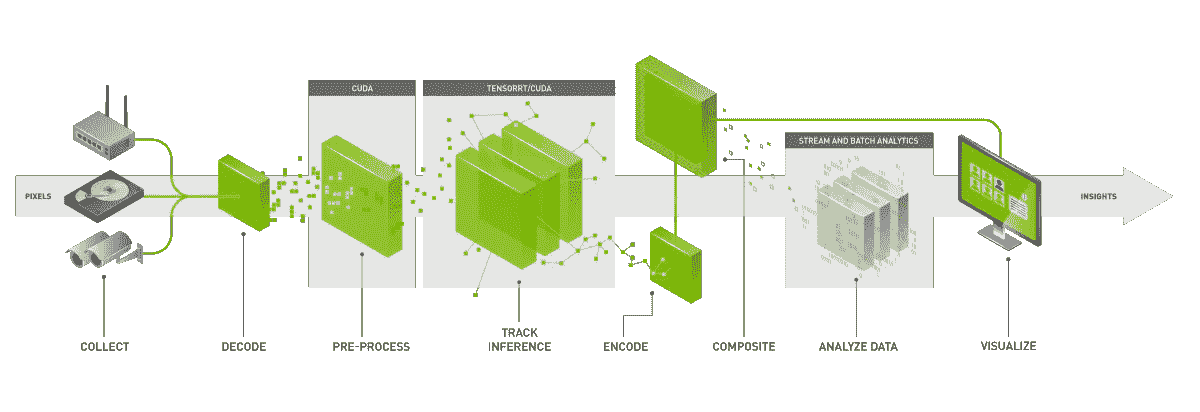 CUDA
TENSORRT/CUDA
STREAM AND BATCH ANALYTICS
PIXELS
INSIGHTS
COLLECT
DECODE
PRE-PROCESS
TRACK
INFERENCE
ENCODE
COMPOSITE
ANALYZE DATA
VISUALIZE